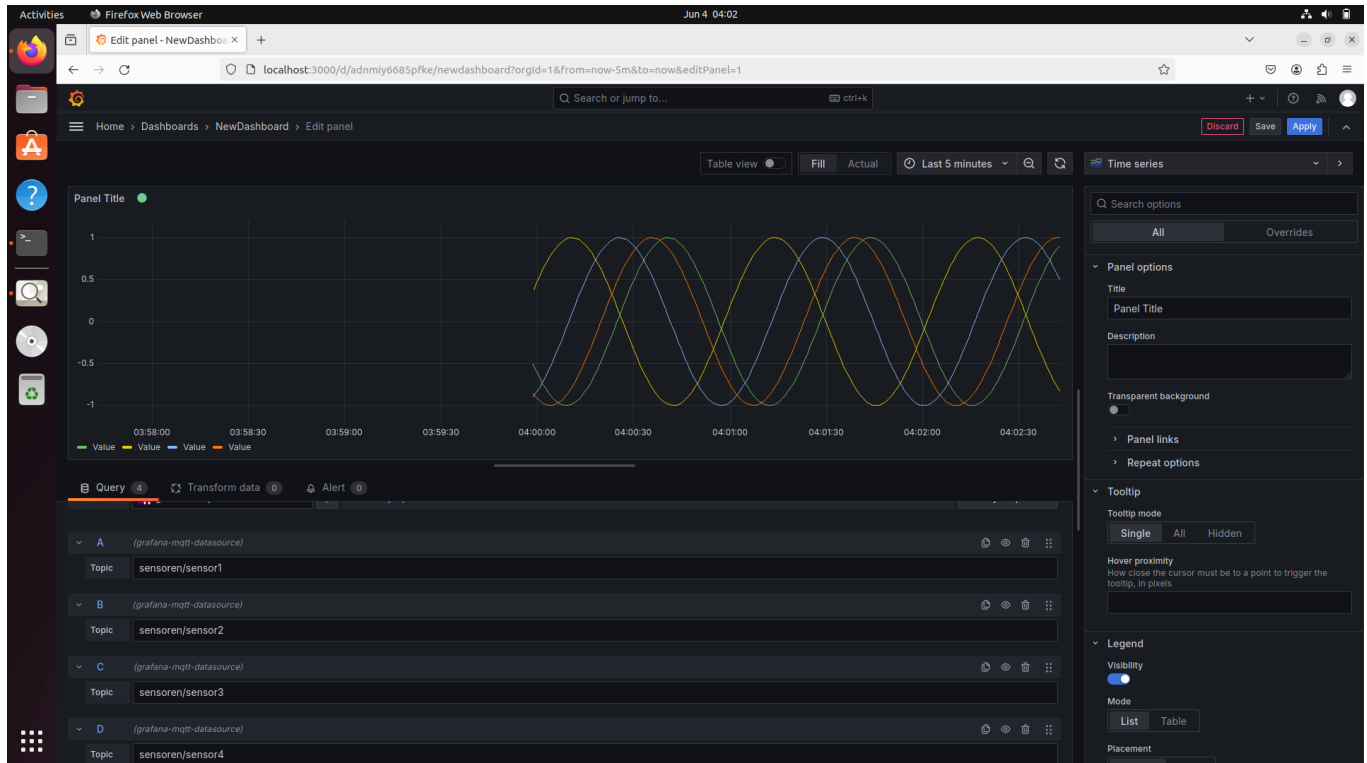 Activities Firefox Web Browser Jun 4 04:02
Edit panel - NewDashboa
localhost:3000/d/adnmiy6685pfke/newdashboard?orgId=1&from=now-5m&to=now&editPanel=1
Search or jump to... ctrl+k
Home › Dashboards › NewDashboard › Edit panel Discard Save Apply
Table view Fill Actual Last 5 minutes Time series
Panel Title
Search options
All Overrides
1
0.5
0
-0.5
-1
03:58:00 03:58:30 03:59:00 03:59:30 04:00:00 04:00:30 04:01:00 04:01:30 04:02:00 04:02:30
Value Value Value Value
Panel options
Title
Panel Title
Description
Transparent background
Panel links
Repeat options
Query 4 Transform data 0 Alert 0
A (grafana-mqtt-datasource)
Topic sensoren/sensor1
B (grafana-mqtt-datasource)
Topic sensoren/sensor2
C (grafana-mqtt-datasource)
Topic sensoren/sensor3
D (grafana-mqtt-datasource)
Topic sensoren/sensor4
Tooltip
Tooltip mode
Single All Hidden
Hover proximity
How close the cursor must be to a point to trigger the
tooltip, in pixels
Legend
Visibility
Mode
List Table
Placement